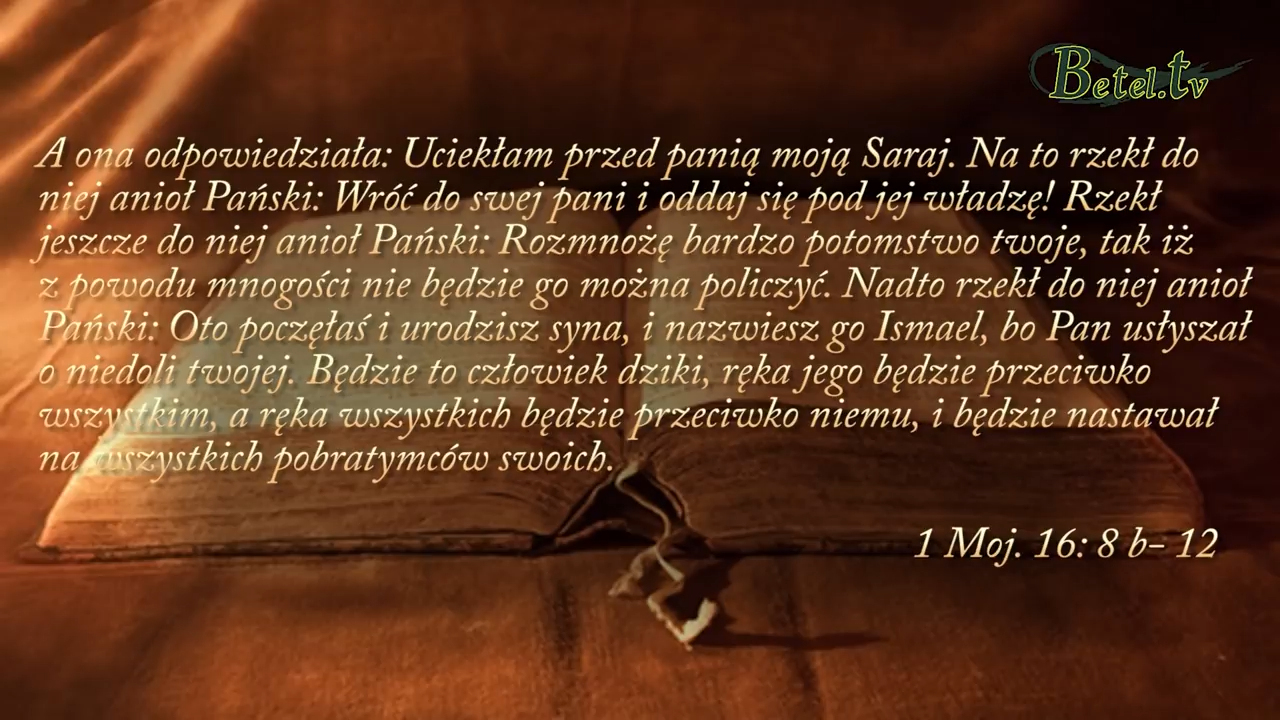 Betel.tv
A ona odpowiedziała: Uciekłam przed panią moją Saraj. Na to rzekł do
niej anioł Pański: Wróć do swej pani i oddaj się pod jej władzę! Rzekł
jeszcze do niej anioł Pański: Rozmnożę bardzo potomstwo twoje, tak iż
z powodu mnogości nie będzie go można policzyć. Nadto rzekł do niej anioł
Pański: Oto poczęłaś i urodzisz syna, i nazwiesz go Ismael, bo Pan usłyszał
o niedoli twojej. Będzie to człowiek dziki, ręka jego będzie przeciwko
wszystkim, a ręka wszystkich będzie przeciwko niemu, i będzie nastawał
na wszystkich pobratymców swoich.
1 Moj. 16: 8 b– 12